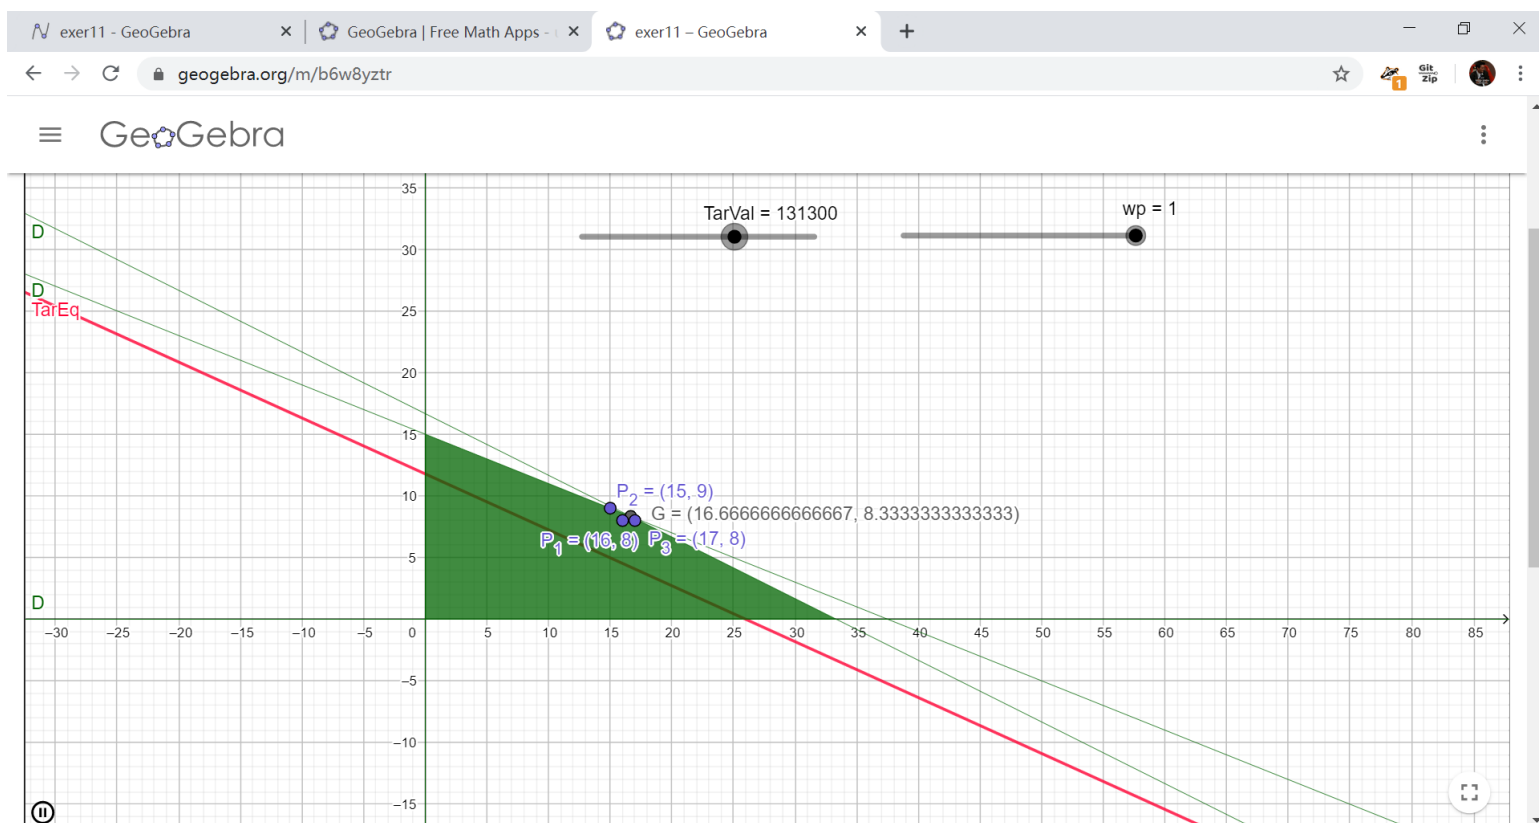 exer11 - GeoGebra
GeoGebra | Free Math Apps -
exer11 – GeoGebra
geogebra.org/m/b6w8yztr
Git
Zip
1
GeoGebra
TarVal = 131300
wp = 1
D
D
TarEq
D
35
30
25
20
15
10
5
P2 = (15, 9)
G = (16.6666666666667, 8.3333333333333)
P1 = (16, 8)
P3 = (17, 8)
–30 –25 –20 –15 –10 –5 0 5 10 15 20 25 30 35 40 45 50 55 60 65 70 75 80 85
–5
–10
–15